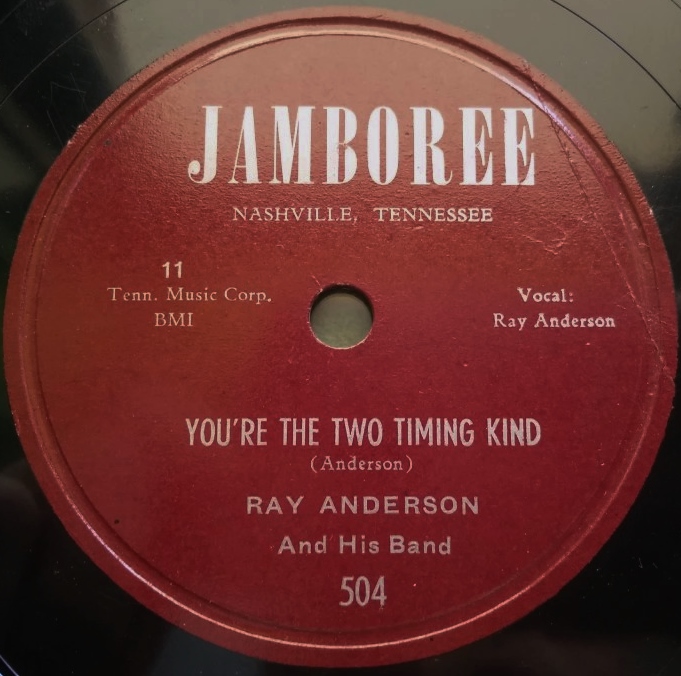 JAMBOREE
NASHVILLE, TENNESSEE
11
Tenn. Music Corp.
BMI
Vocal:
Ray Anderson
YOU'RE THE TWO TIMING KIND
(Anderson)
RAY ANDERSON
And His Band
504